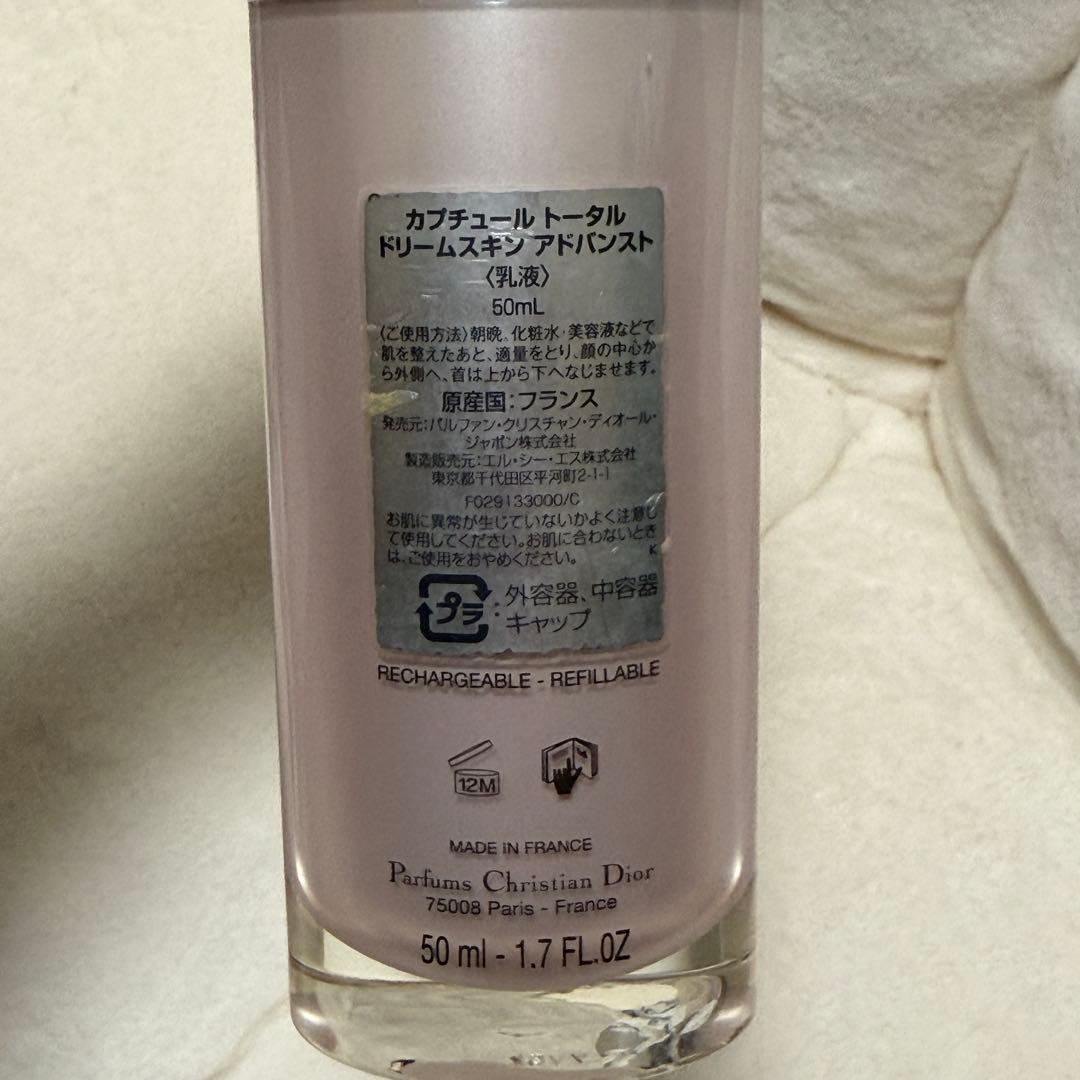 カプチュール トータル
ドリームスキン アドバンスト
〈乳液〉
50mL
〈ご使用方法〉朝晩、化粧水・美容液などで
肌を整えたあと、適量をとり、顔の中心か
ら外側へ、首は上から下へなじませます。
原産国：フランス
発売元：パルファン・クリスチャン・ディオール・
ジャポン株式会社
製造販売元：エル・シー・エス株式会社
東京都千代田区平河町2-1-1
F029133000/C
お肌に異常が生じていないかよく注意し
て使用してください。お肌に合わないとき
は、ご使用をおやめください。
K
プラ：外容器、中容器
キャップ
RECHARGEABLE - REFILLABLE
12M
MADE IN FRANCE
Parfums Christian Dior
75008 Paris - France
50 ml - 1.7 FL.OZ